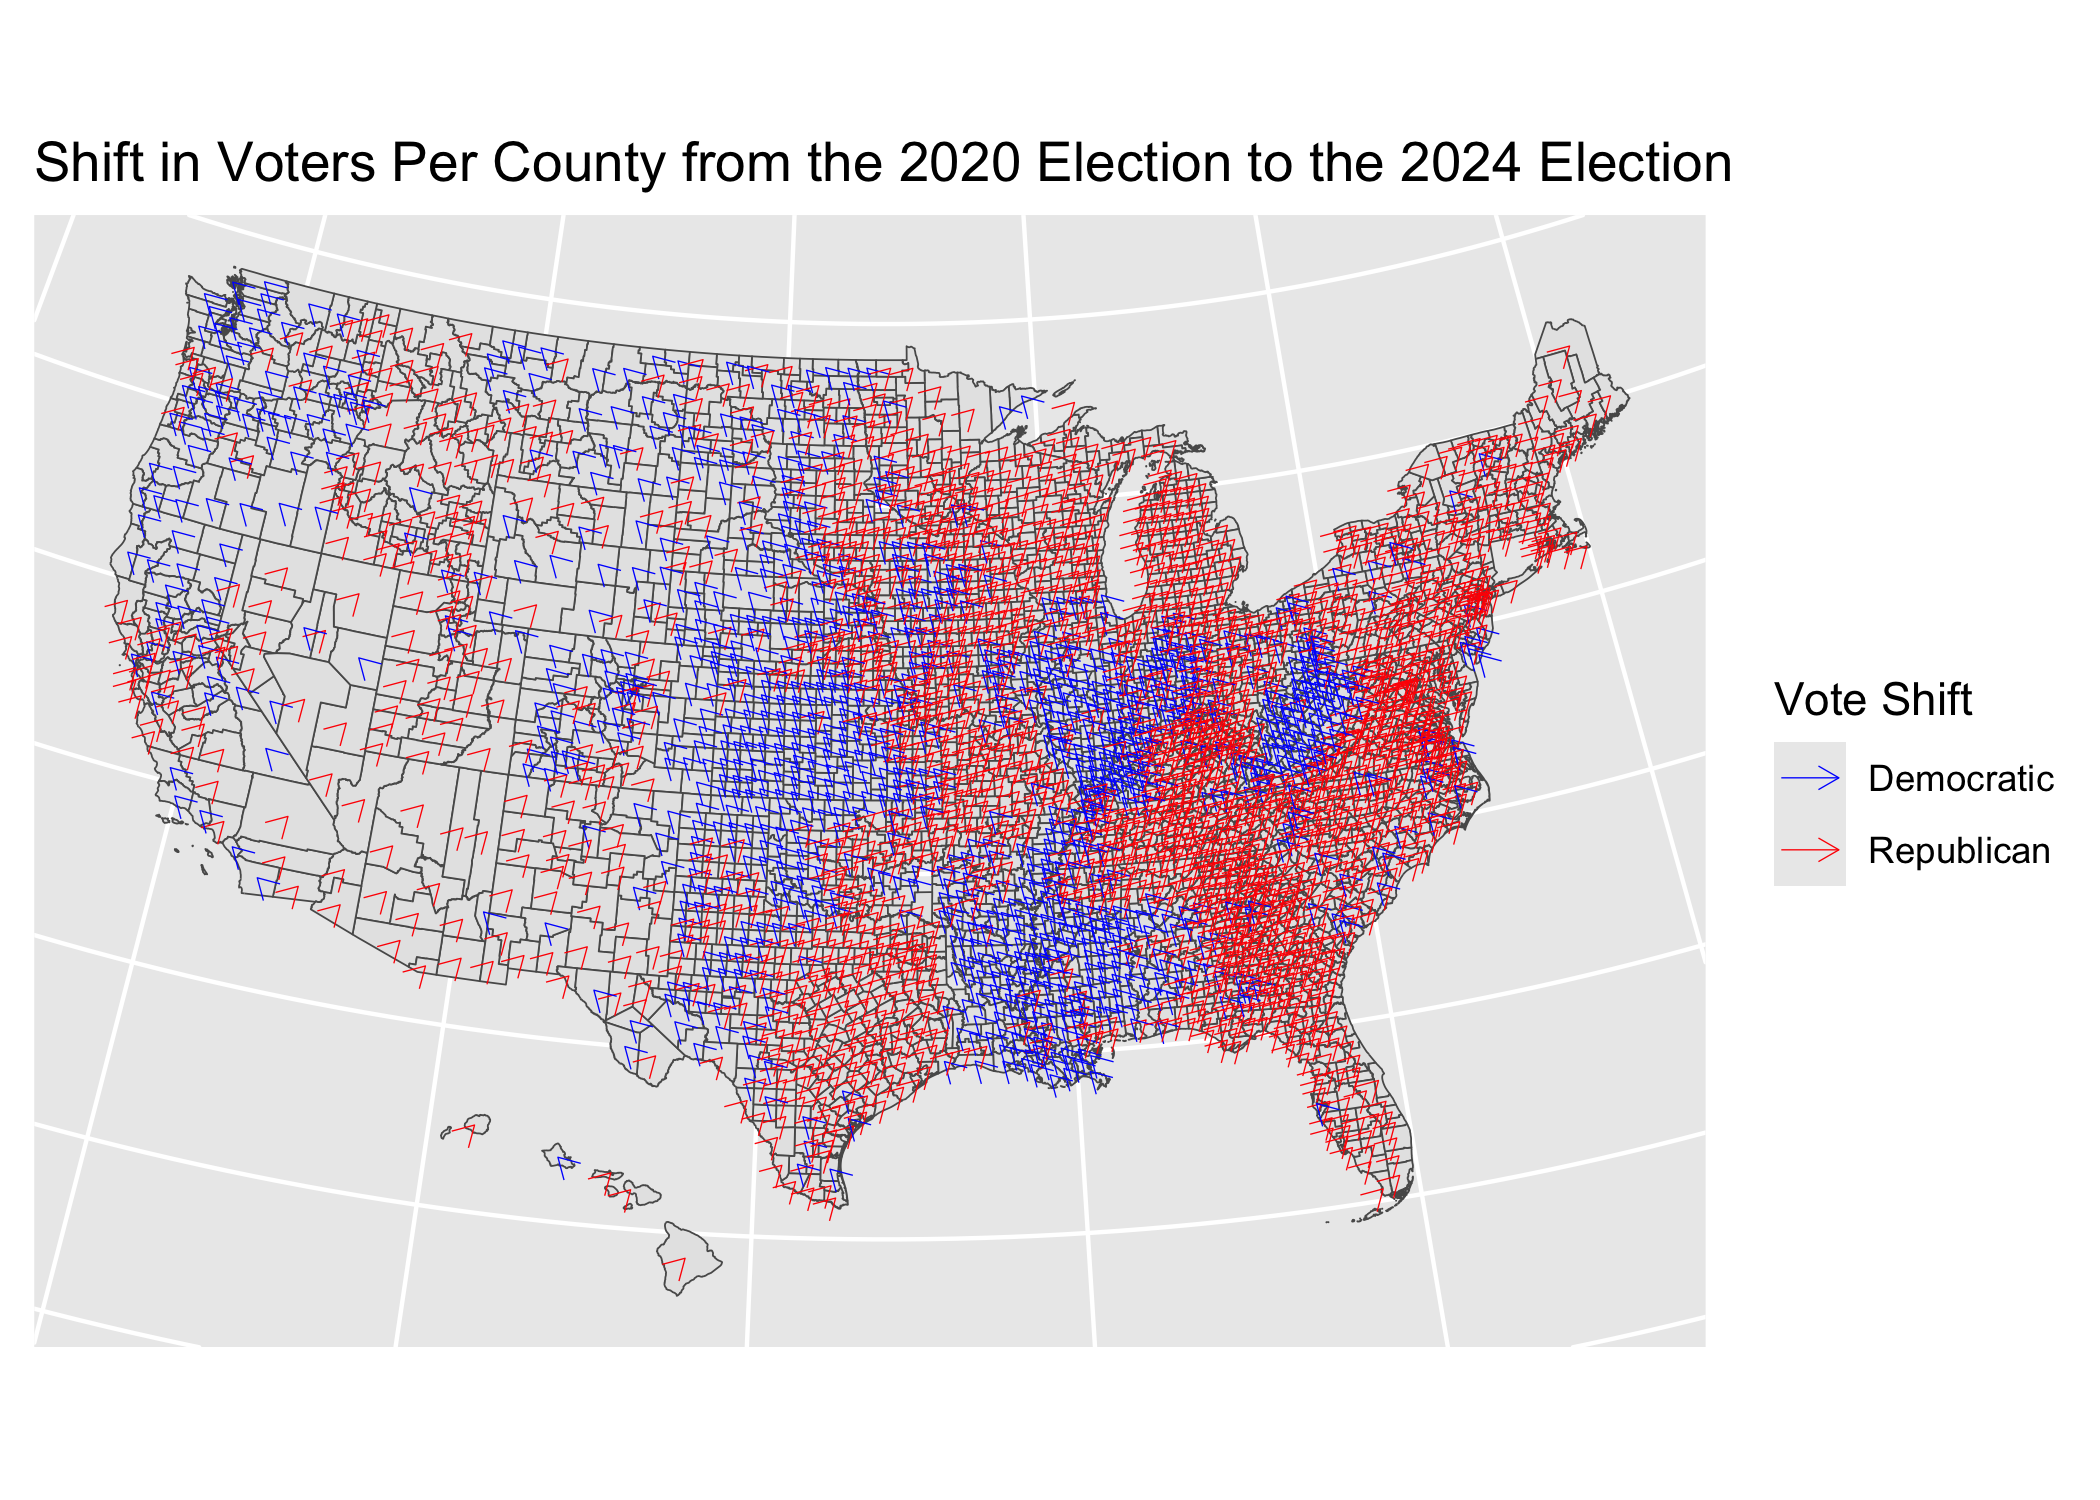 Shift in Voters Per County from the 2020 Election to the 2024 Election
Vote Shift
Democratic
Republican